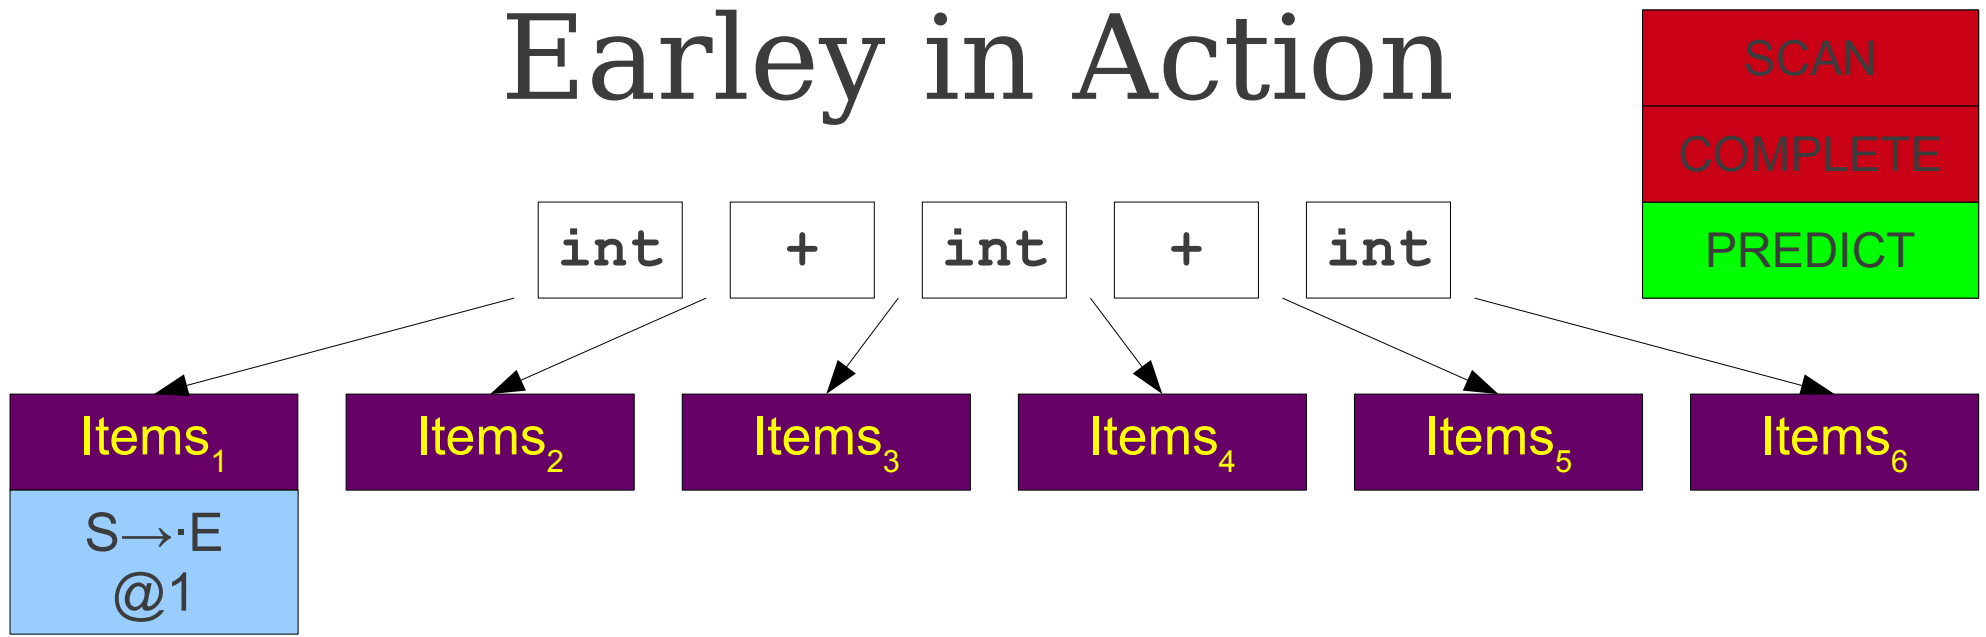 Earley in Action
SCAN
COMPLETE
PREDICT
int
+
int
+
int
Items₁
Items₂
Items₃
Items₄
Items₅
Items₆
S→·E
@1